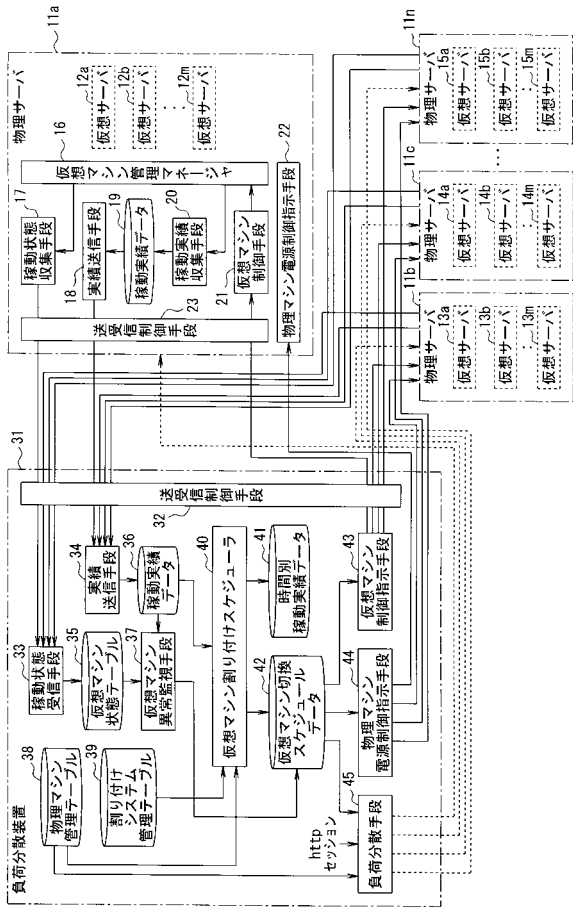 負荷分散装置
31
38
物理マシン
管理テーブル
39
割り付け
システム
管理テーブル
33
稼動状態
受信手段
35
仮想マシン
状態テーブル
37
仮想マシン
異常監視手段
34
実績
送信手段
36
稼動実績
データ
32
送受信制御手段
40
仮想マシン割り付けスケジューラ
41
時間別
稼動実績データ
42
仮想マシン切換
スケジュール
データ
43
仮想マシン
制御指示手段
44
物理マシン
電源制御指示手段
45
負荷分散手段
http
セッション
11a
物理サーバ
12a
仮想サーバ
12b
仮想サーバ
12m
仮想サーバ
16
仮想マシン管理マネージャ
17
稼動状態
収集手段
18
実績送信手段
19
稼動実績データ
20
稼動実績
収集手段
21
仮想マシン
制御手段
22
物理マシン電源制御指示手段
23
送受信制御手段
11b
物理サーバ
13a
仮想サーバ
13b
仮想サーバ
13m
仮想サーバ
11c
物理サーバ
14a
仮想サーバ
14b
仮想サーバ
14m
仮想サーバ
11n
物理サーバ
15a
仮想サーバ
15b
仮想サーバ
15m
仮想サーバ